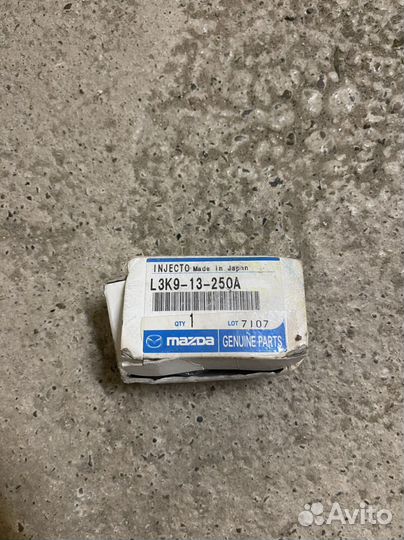 INJECTO Made in Japan
L3K9-13-250A
QTY 1 LOT 7107
mazda GENUINE PARTS
Avito